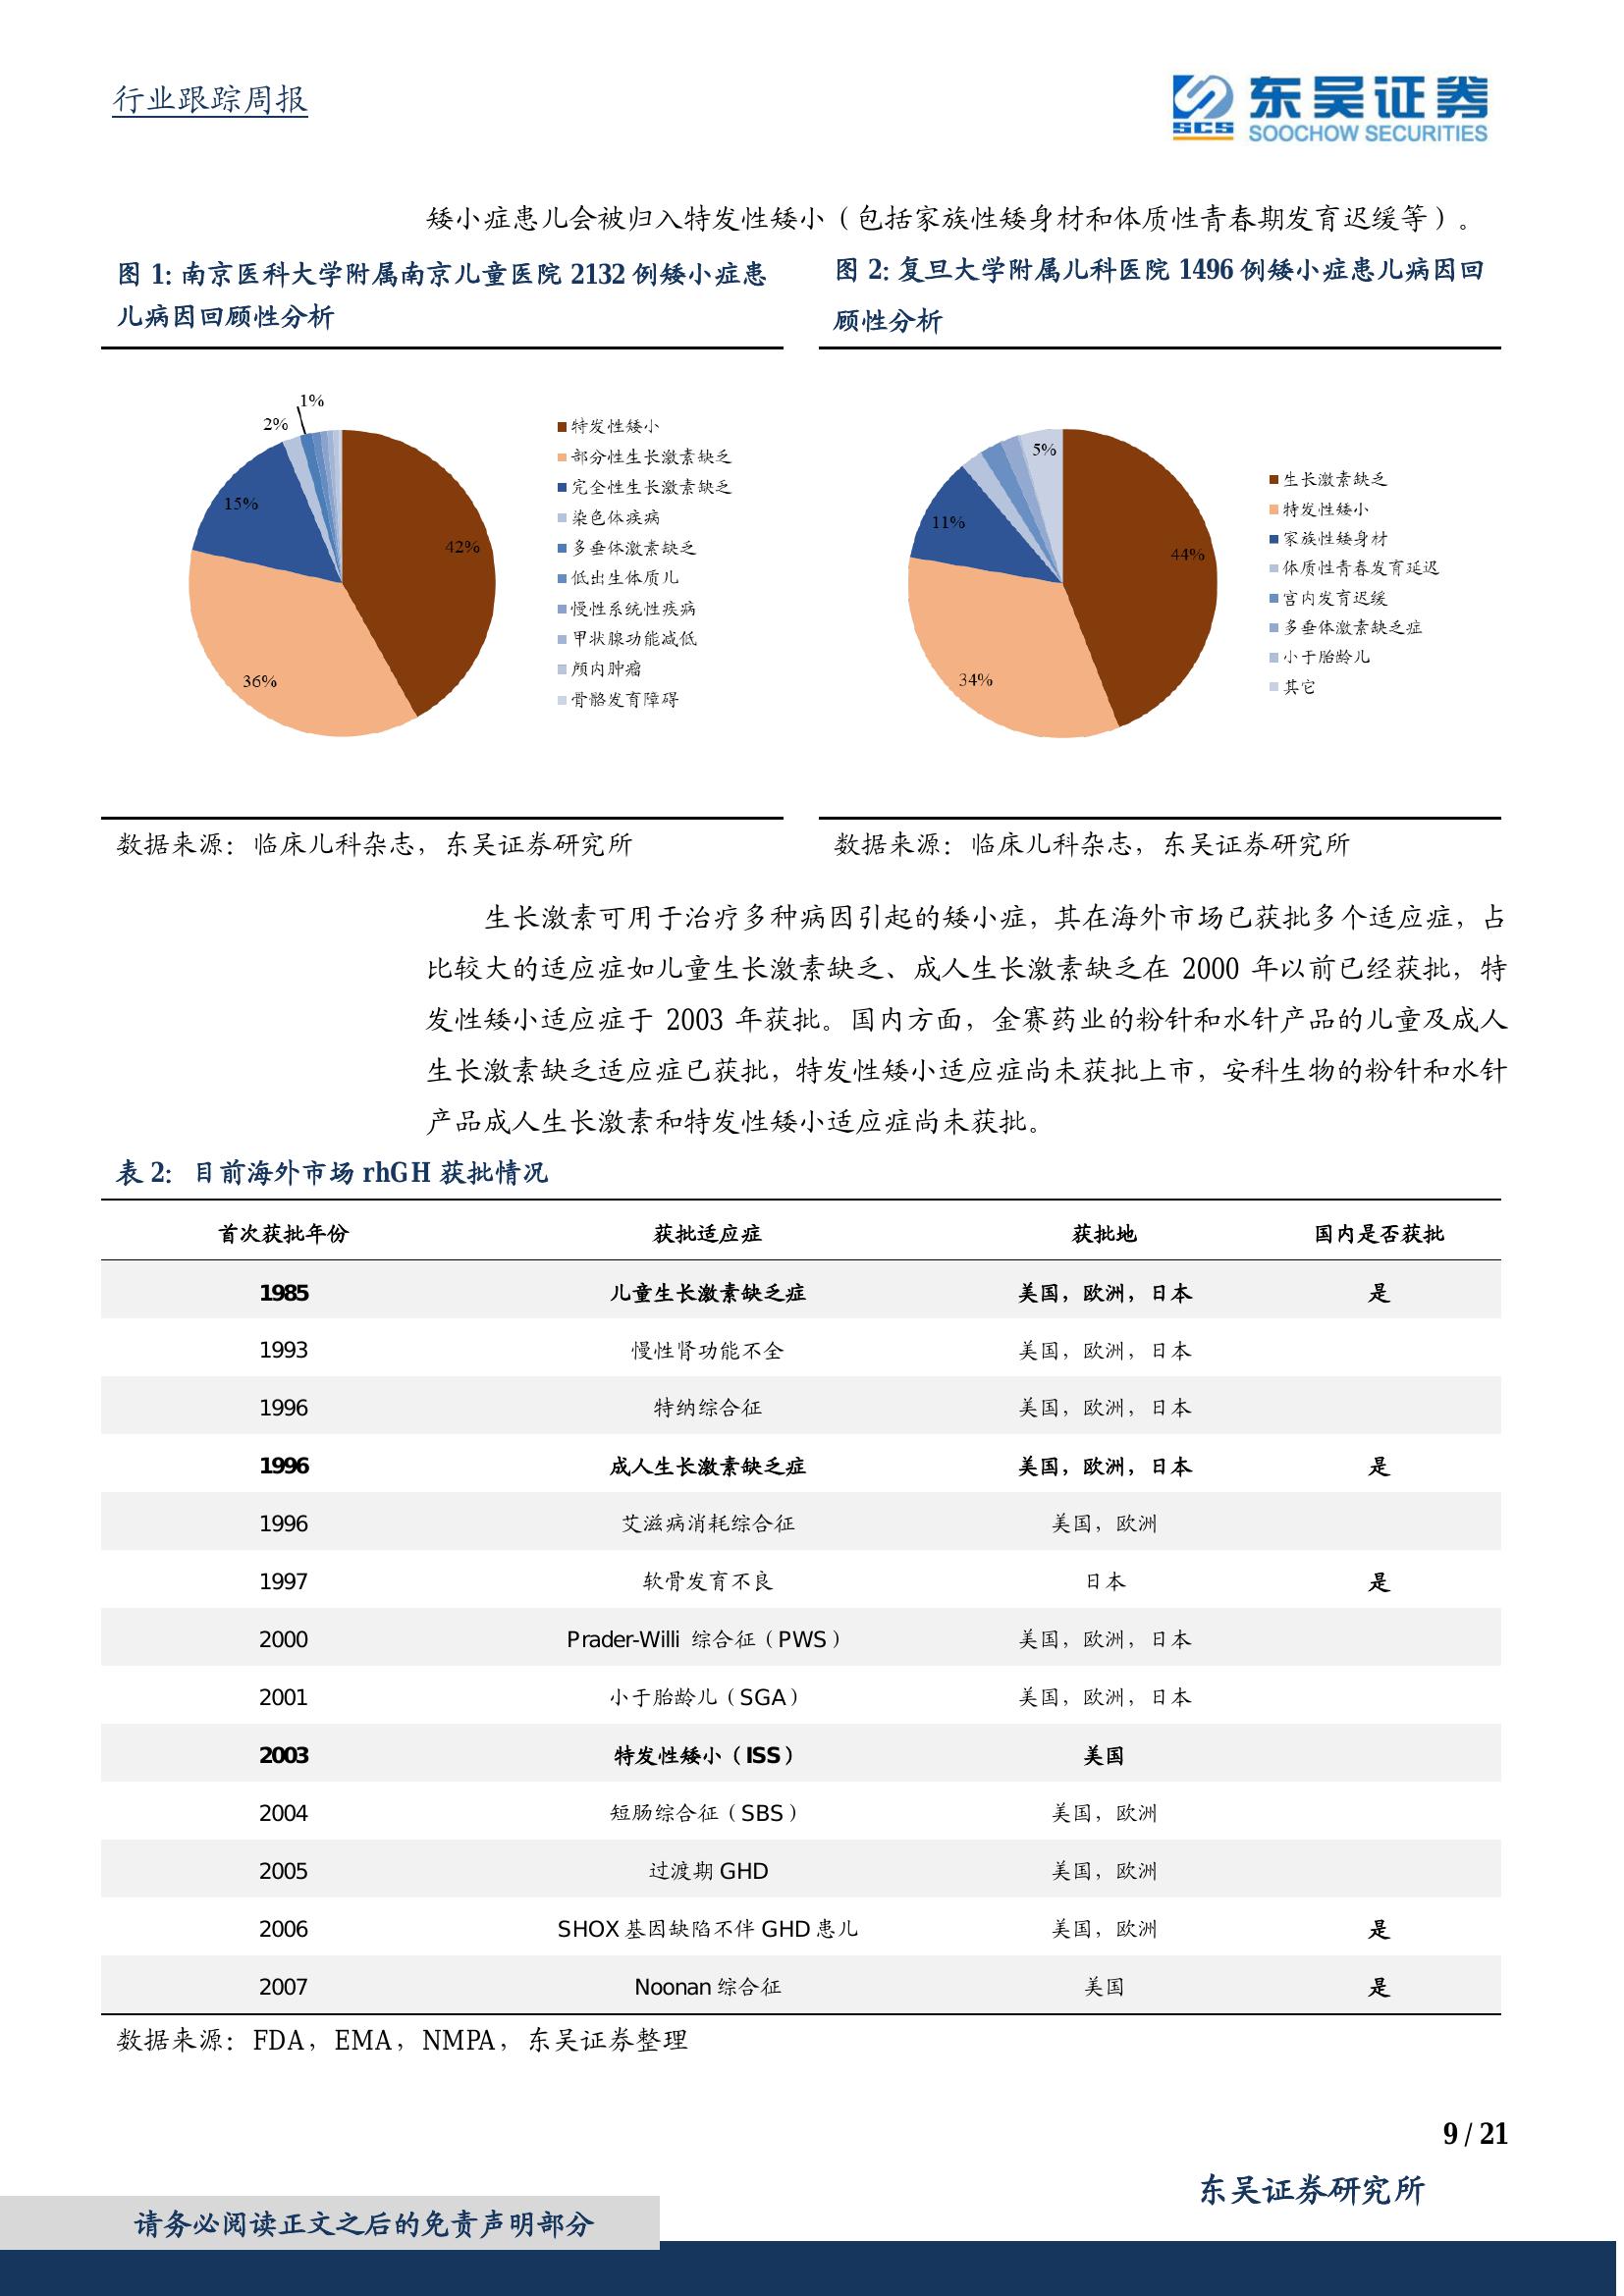 行业跟踪周报
东吴证券
SCS
SOOCHOW SECURITIES
矮小症患儿会被归入特发性矮小（包括家族性矮身材和体质性青春期发育迟缓等）。
图 1: 南京医科大学附属南京儿童医院 2132 例矮小症患
儿病因回顾性分析
1%
2%
15%
42%
36%
特发性矮小
部分性生长激素缺乏
完全性生长激素缺乏
染色体疾病
多垂体激素缺乏
低出生体质儿
慢性系统性疾病
甲状腺功能减低
颅内肿瘤
骨骼发育障碍
数据来源：临床儿科杂志，东吴证券研究所
图 2: 复旦大学附属儿科医院 1496 例矮小症患儿病因回
顾性分析
5%
11%
44%
34%
生长激素缺乏
特发性矮小
家族性矮身材
体质性青春发育延迟
宫内发育迟缓
多垂体激素缺乏症
小于胎龄儿
其它
数据来源：临床儿科杂志，东吴证券研究所
生长激素可用于治疗多种病因引起的矮小症，其在海外市场已获批多个适应症，占
比较大的适应症如儿童生长激素缺乏、成人生长激素缺乏在 2000 年以前已经获批，特
发性矮小适应症于 2003 年获批。国内方面，金赛药业的粉针和水针产品的儿童及成人
生长激素缺乏适应症已获批，特发性矮小适应症尚未获批上市，安科生物的粉针和水针
产品成人生长激素和特发性矮小适应症尚未获批。
表 2：目前海外市场 rhGH 获批情况
首次获批年份 获批适应症 获批地 国内是否获批
1985 儿童生长激素缺乏症 美国，欧洲，日本 是
1993 慢性肾功能不全 美国，欧洲，日本
1996 特纳综合征 美国，欧洲，日本
1996 成人生长激素缺乏症 美国，欧洲，日本 是
1996 艾滋病消耗综合征 美国，欧洲
1997 软骨发育不良 日本 是
2000 Prader-Willi 综合征（PWS） 美国，欧洲，日本
2001 小于胎龄儿（SGA） 美国，欧洲，日本
2003 特发性矮小（ISS） 美国
2004 短肠综合征（SBS） 美国，欧洲
2005 过渡期 GHD 美国，欧洲
2006 SHOX 基因缺陷不伴 GHD 患儿 美国，欧洲 是
2007 Noonan 综合征 美国 是
数据来源：FDA，EMA，NMPA，东吴证券整理
9 / 21
东吴证券研究所
请务必阅读正文之后的免责声明部分